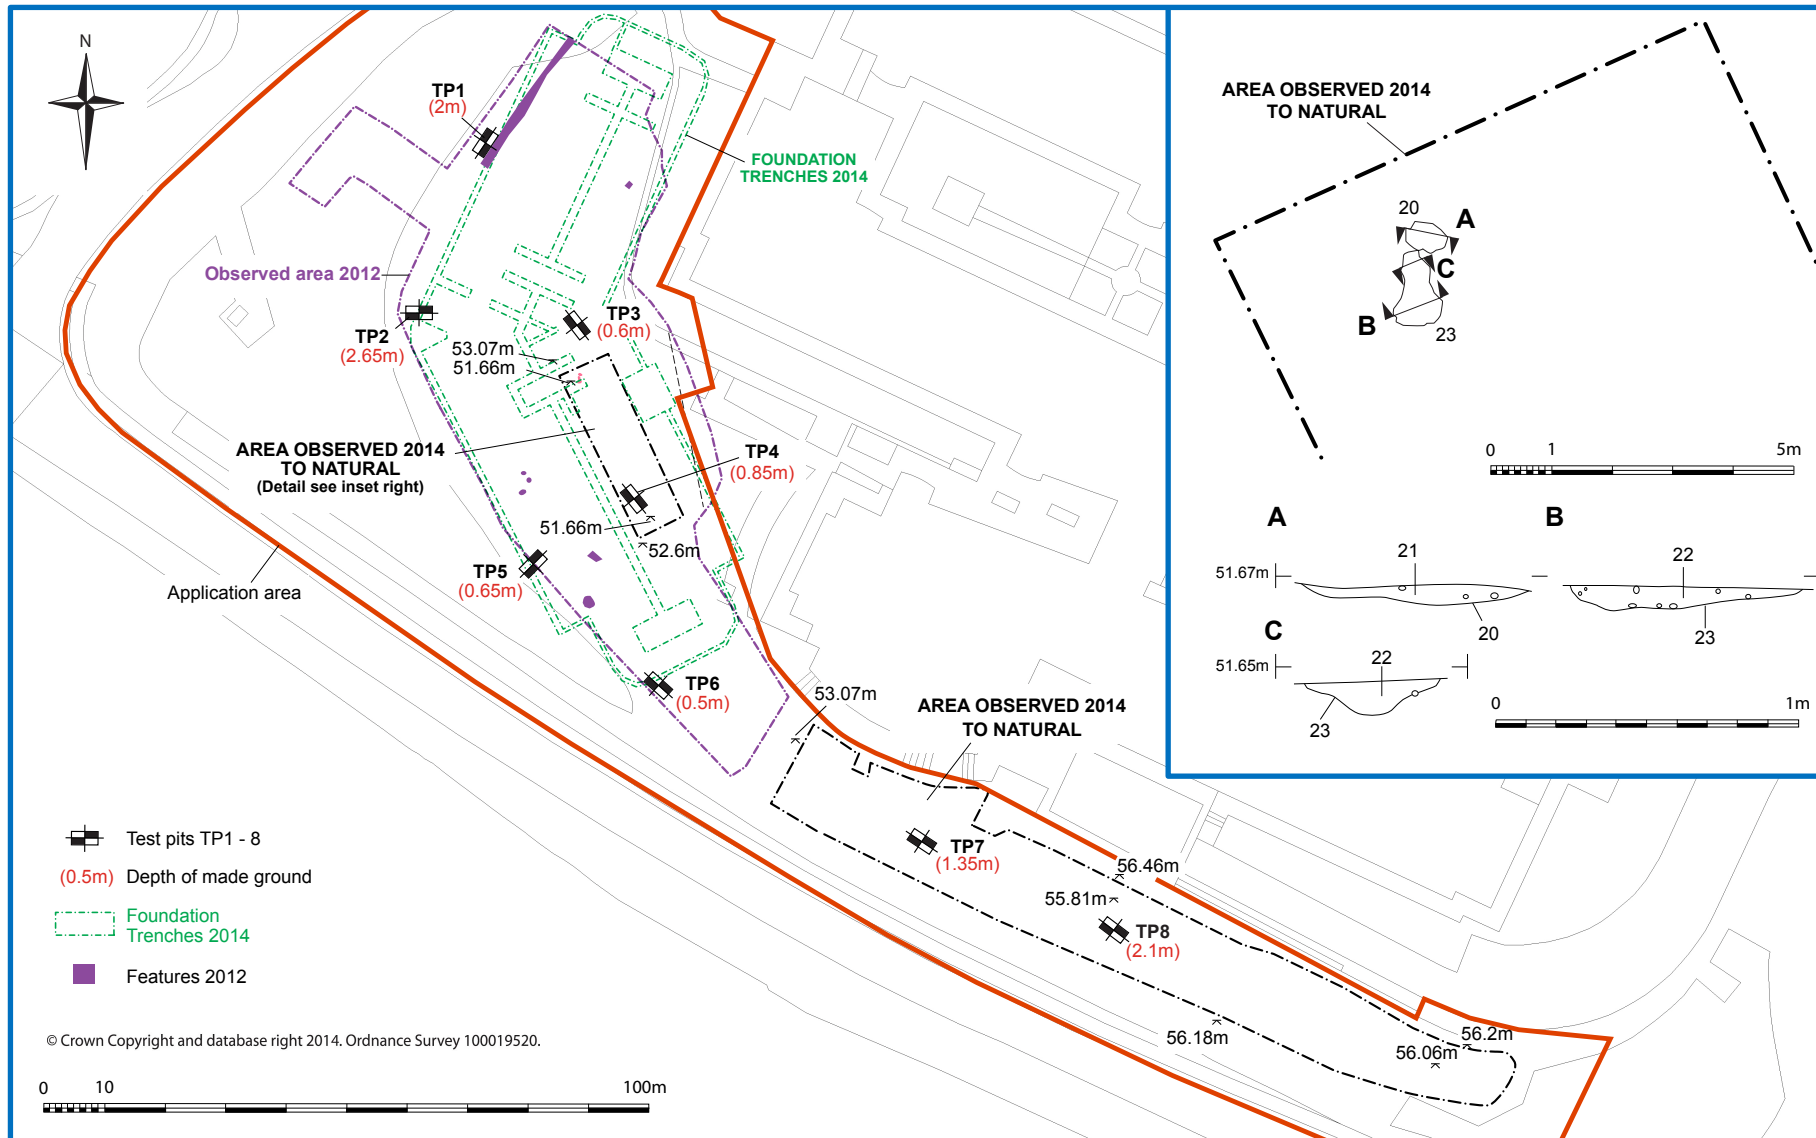 N
TP1
(2m)
FOUNDATION
TRENCHES 2014
Observed area 2012
TP2
(2.65m)
TP3
(0.6m)
53.07m
51.66m
AREA OBSERVED 2014
TO NATURAL
(Detail see inset right)
TP4
(0.85m)
51.66m
52.6m
TP5
(0.65m)
Application area
TP6
(0.5m)
53.07m
AREA OBSERVED 2014
TO NATURAL
TP7
(1.35m)
56.46m
55.81m
TP8
(2.1m)
56.18m
56.2m
56.06m
Test pits TP1 - 8
(0.5m) Depth of made ground
Foundation
Trenches 2014
Features 2012
© Crown Copyright and database right 2014. Ordnance Survey 100019520.
0 10 100m
AREA OBSERVED 2014
TO NATURAL
20
A
C
B
23
0 1 5m
A
B
21
22
51.67m
20
23
C
22
51.65m
23
0 1m